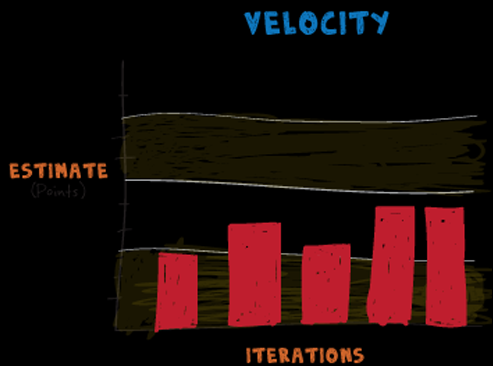 VELOCITY
ESTIMATE
(Points)
ITERATIONS